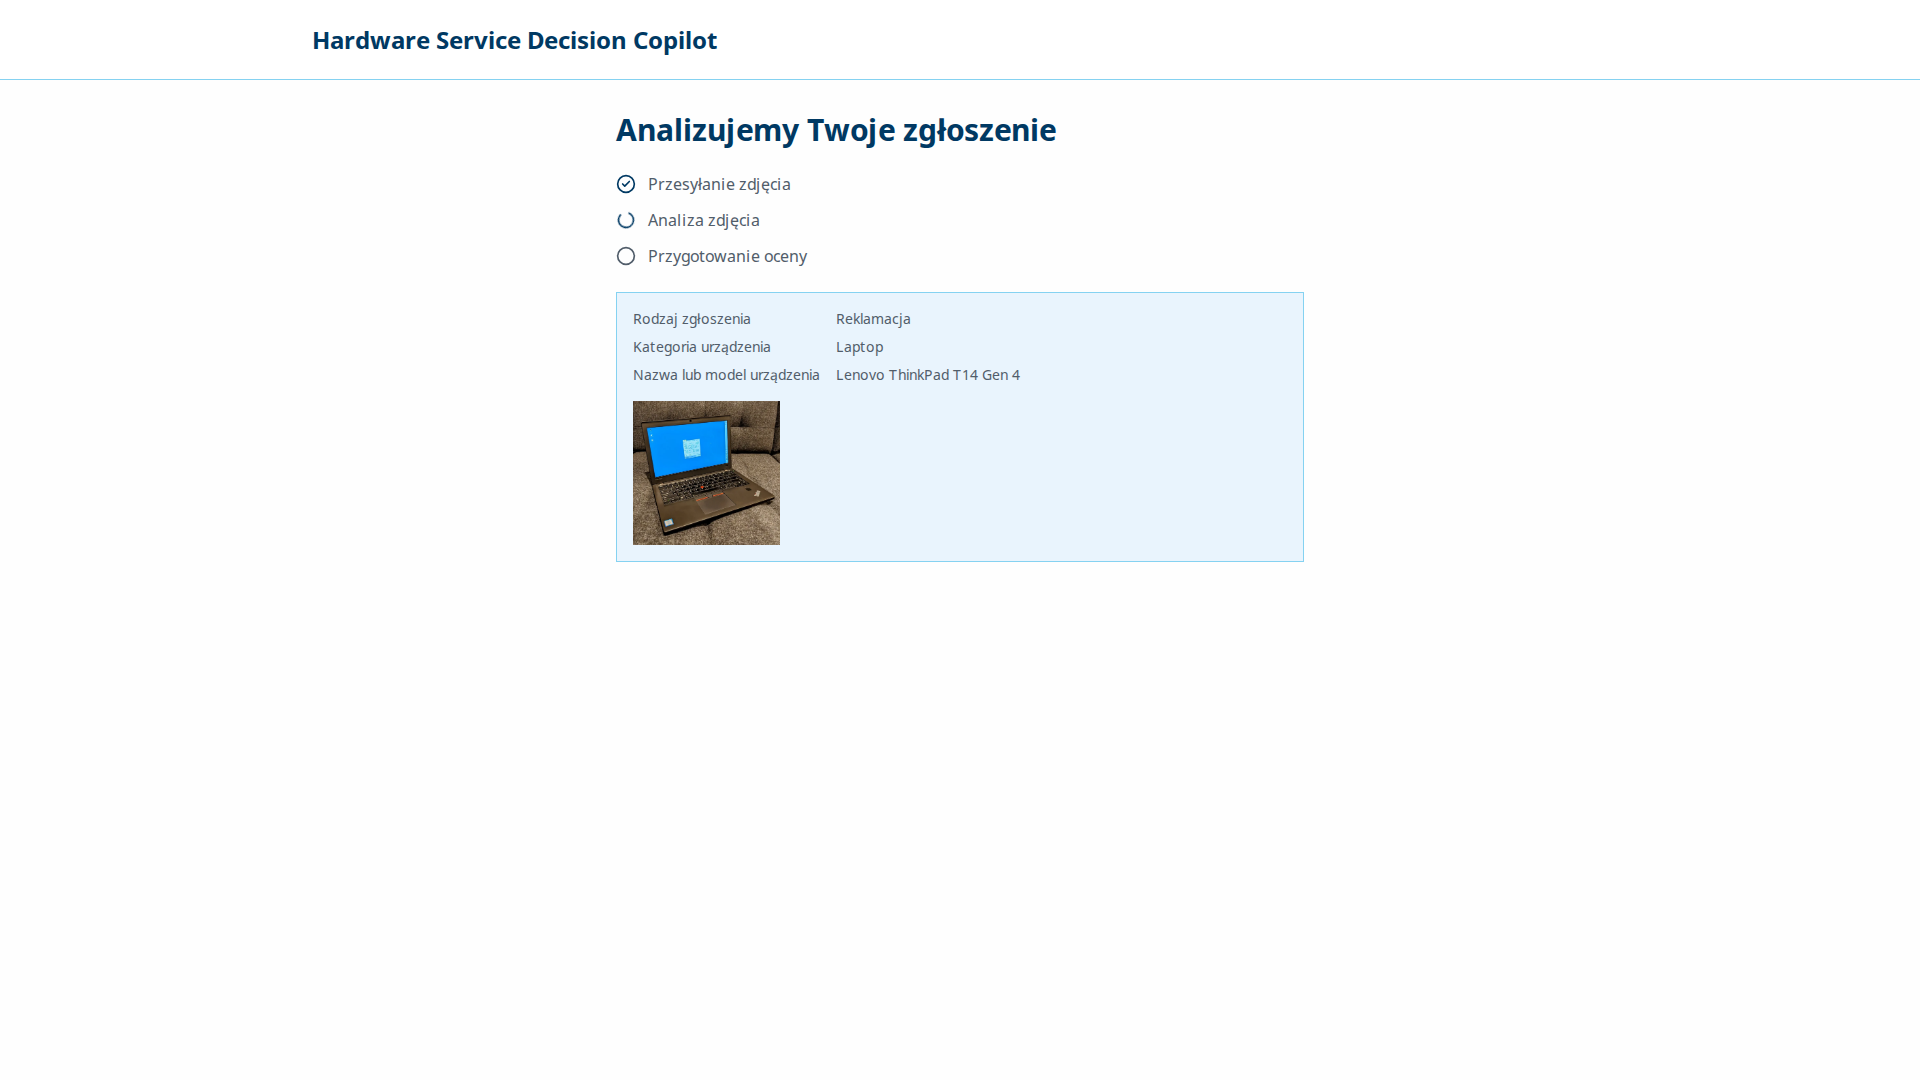 Hardware Service Decision Copilot
Analizujemy Twoje zgłoszenie
Przesyłanie zdjęcia
Analiza zdjęcia
Przygotowanie oceny
Rodzaj zgłoszenia Reklamacja
Kategoria urządzenia Laptop
Nazwa lub model urządzenia Lenovo ThinkPad T14 Gen 4